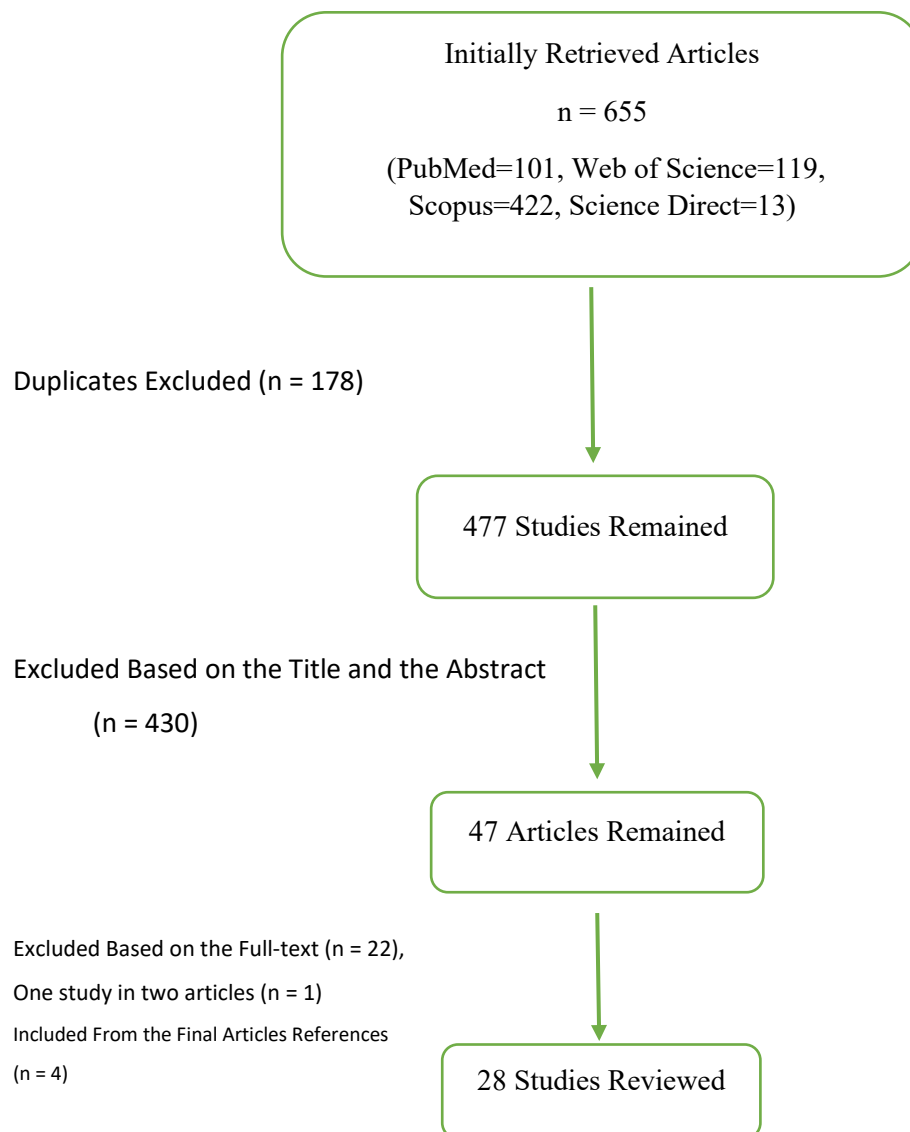 Initially Retrieved Articles
n = 655
(PubMed=101, Web of Science=119,
Scopus=422, Science Direct=13)
Duplicates Excluded (n = 178)
477 Studies Remained
Excluded Based on the Title and the Abstract
(n = 430)
47 Articles Remained
Excluded Based on the Full-text (n = 22),
One study in two articles (n = 1)
Included From the Final Articles References
(n = 4)
28 Studies Reviewed